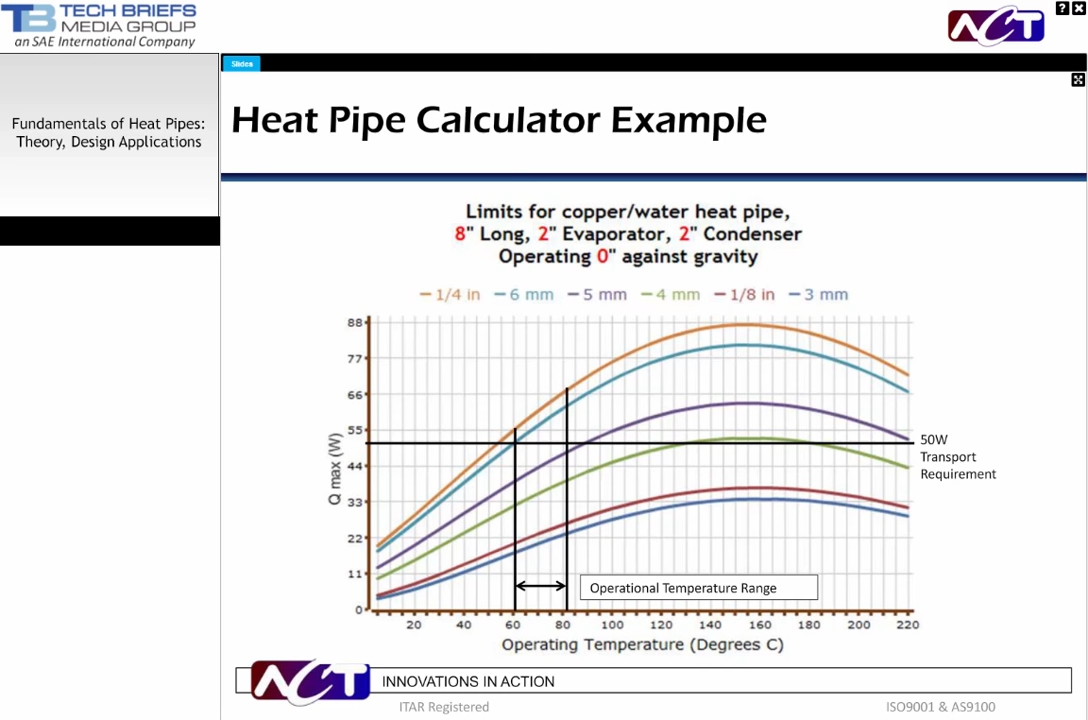 TB TECH BRIEFS
MEDIA GROUP
an SAE International Company
ACT
? X
Slides
Fundamentals of Heat Pipes:
Theory, Design Applications
Heat Pipe Calculator Example
Limits for copper/water heat pipe,
8" Long, 2" Evaporator, 2" Condenser
Operating 0" against gravity
1/4 in 6 mm 5 mm 4 mm 1/8 in 3 mm
88
77
66
55
44
33
22
11
0
Q max (W)
50W
Transport
Requirement
Operational Temperature Range
20 40 60 80 100 120 140 160 180 200 220
Operating Temperature (Degrees C)
ACT INNOVATIONS IN ACTION
ITAR Registered ISO9001 & AS9100